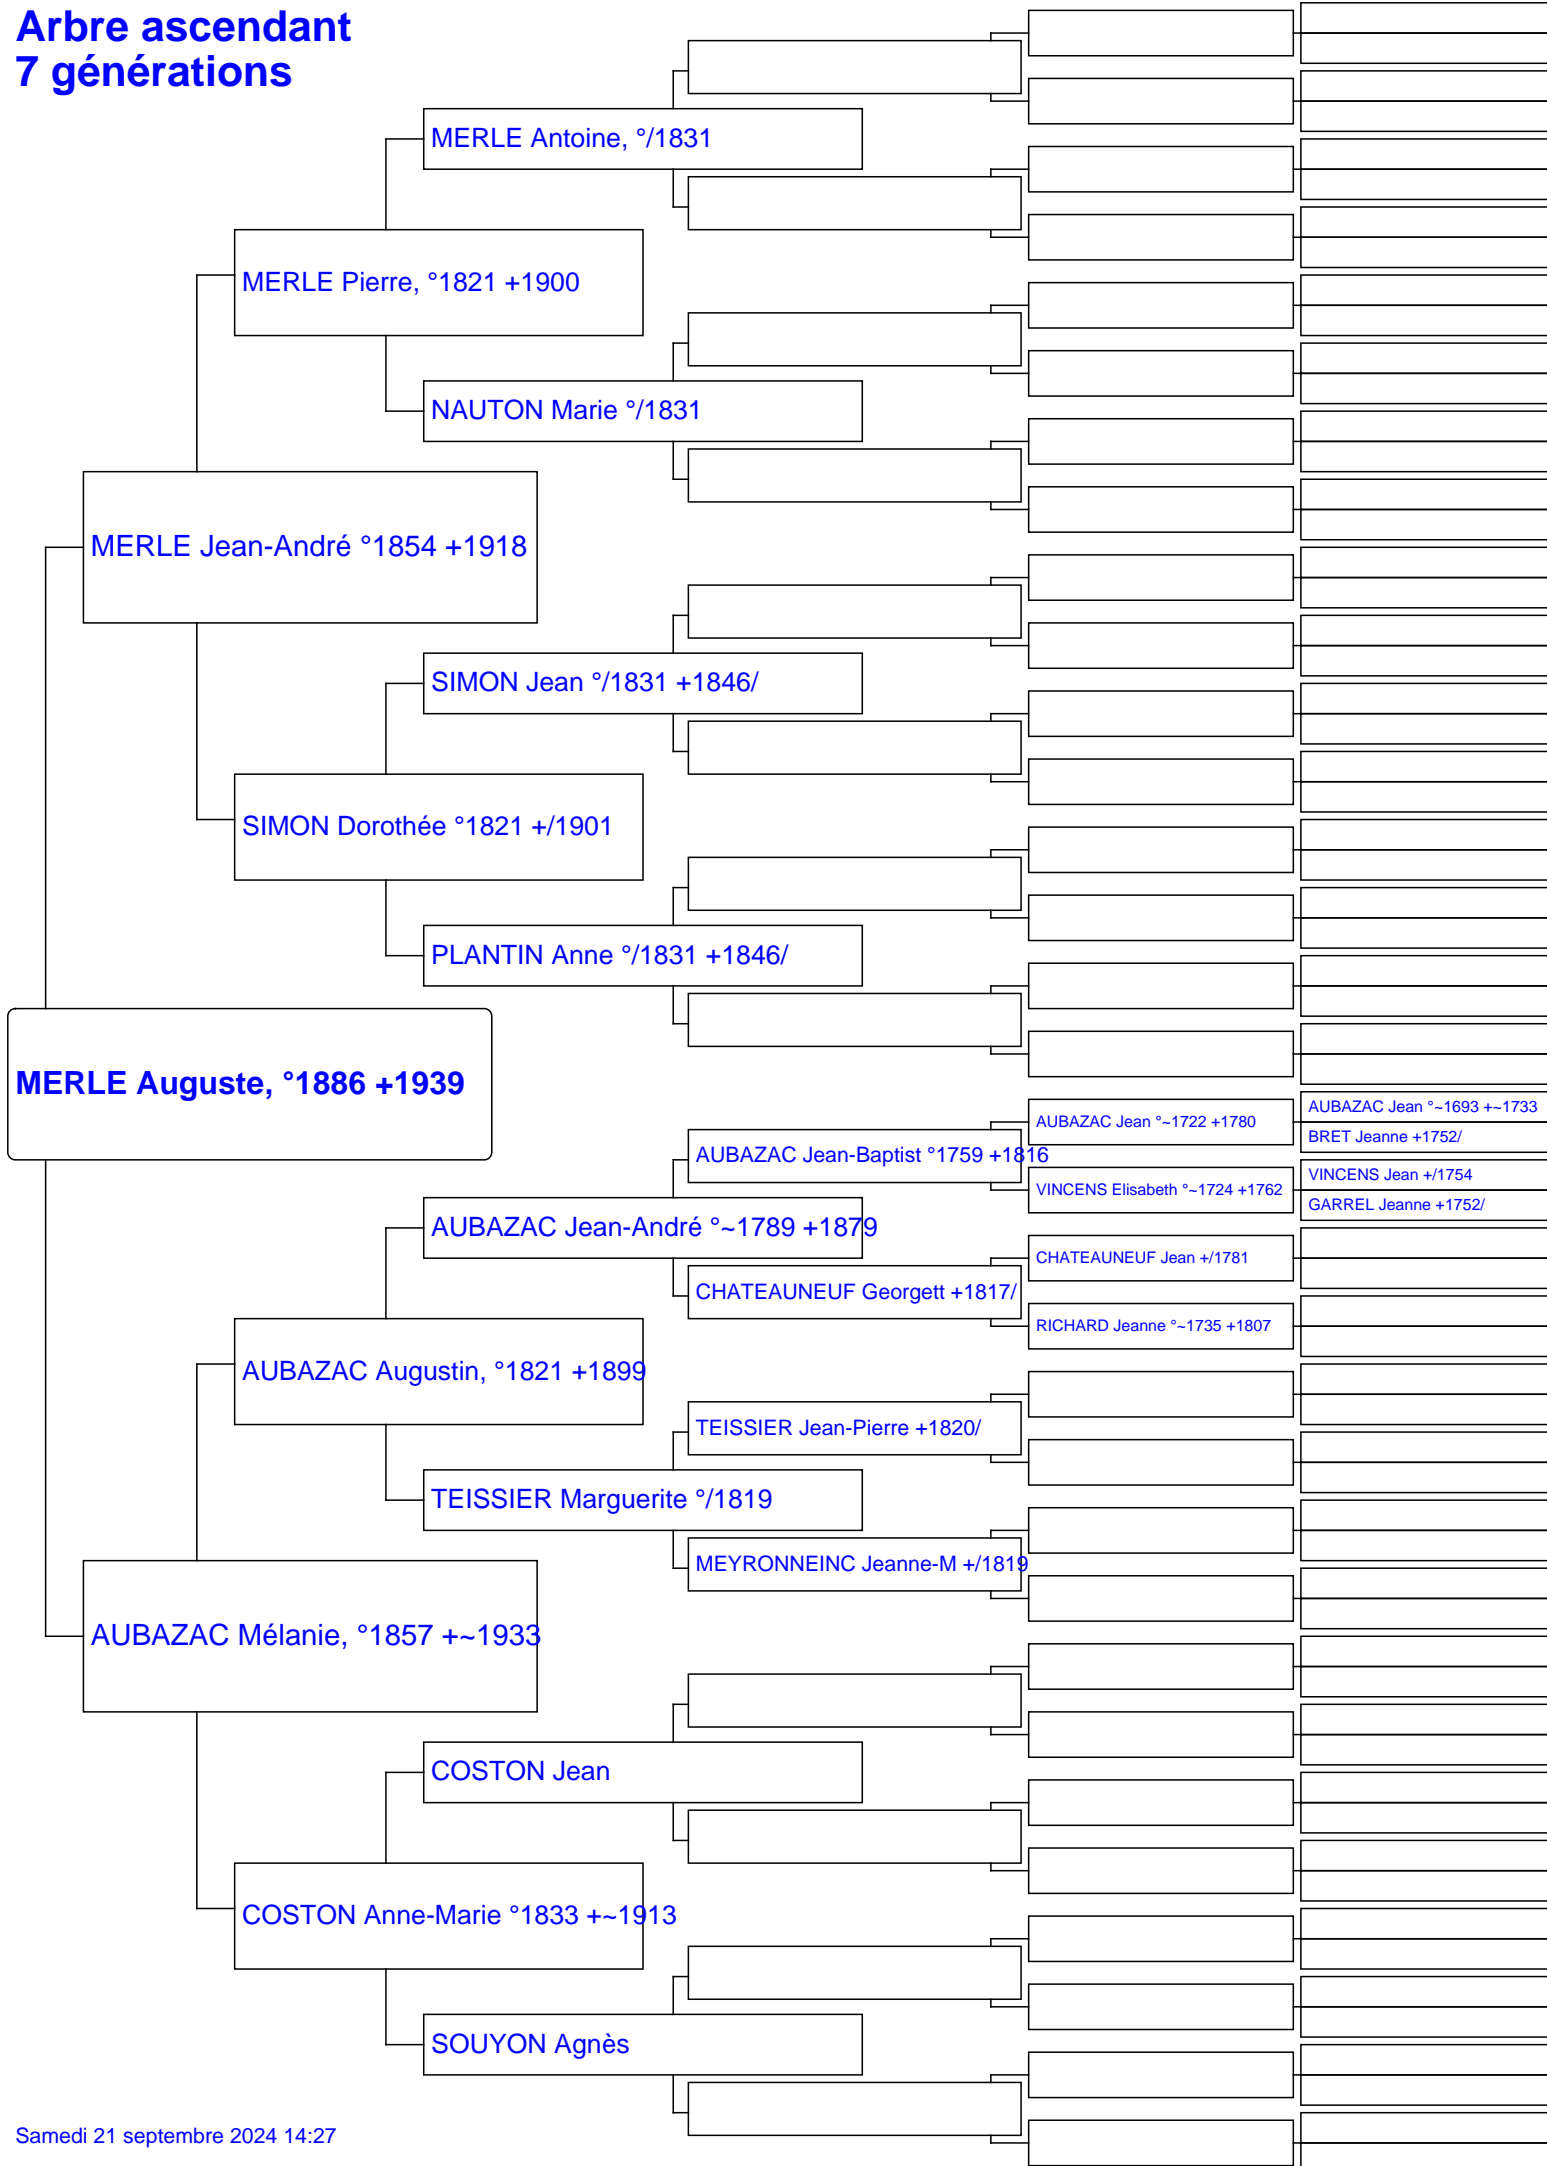 Arbre ascendant
7 générations
MERLE Antoine, °/1831
MERLE Pierre, °1821 +1900
NAUTON Marie °/1831
MERLE Jean-André °1854 +1918
SIMON Jean °/1831 +1846/
SIMON Dorothée °1821 +/1901
PLANTIN Anne °/1831 +1846/
MERLE Auguste, °1886 +1939
AUBAZAC Jean °~1693 +~1733
AUBAZAC Jean °~1722 +1780
BRET Jeanne +1752/
AUBAZAC Jean-Baptist °1759 +1816
VINCENS Jean +/1754
VINCENS Elisabeth °~1724 +1762
GARREL Jeanne +1752/
AUBAZAC Jean-André °~1789 +1879
CHATEAUNEUF Jean +/1781
CHATEAUNEUF Georgett +1817/
RICHARD Jeanne °~1735 +1807
AUBAZAC Augustin, °1821 +1899
TEISSIER Jean-Pierre +1820/
TEISSIER Marguerite °/1819
MEYRONNEINC Jeanne-M +/1819
AUBAZAC Mélanie, °1857 +~1933
COSTON Jean
COSTON Anne-Marie °1833 +~1913
SOUYON Agnès
Samedi 21 septembre 2024 14:27